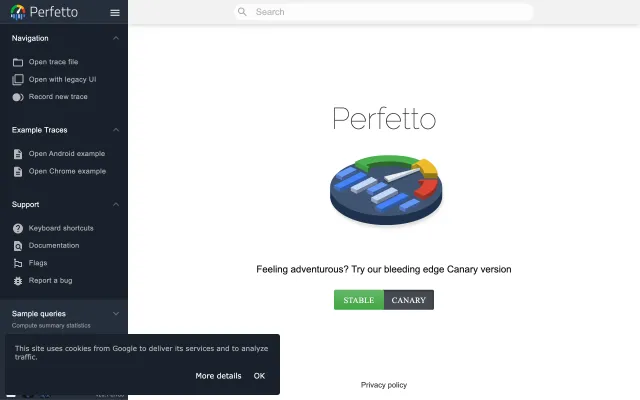 Perfetto
Search
Navigation
Open trace file
Open with legacy UI
Record new trace
Example Traces
Open Android example
Open Chrome example
Support
Keyboard shortcuts
Documentation
Flags
Report a bug
Sample queries
Compute summary statistics
Perfetto
Feeling adventurous? Try our bleeding edge Canary version
STABLE
CANARY
Privacy policy
This site uses cookies from Google to deliver its services and to analyze
traffic.
More details
OK